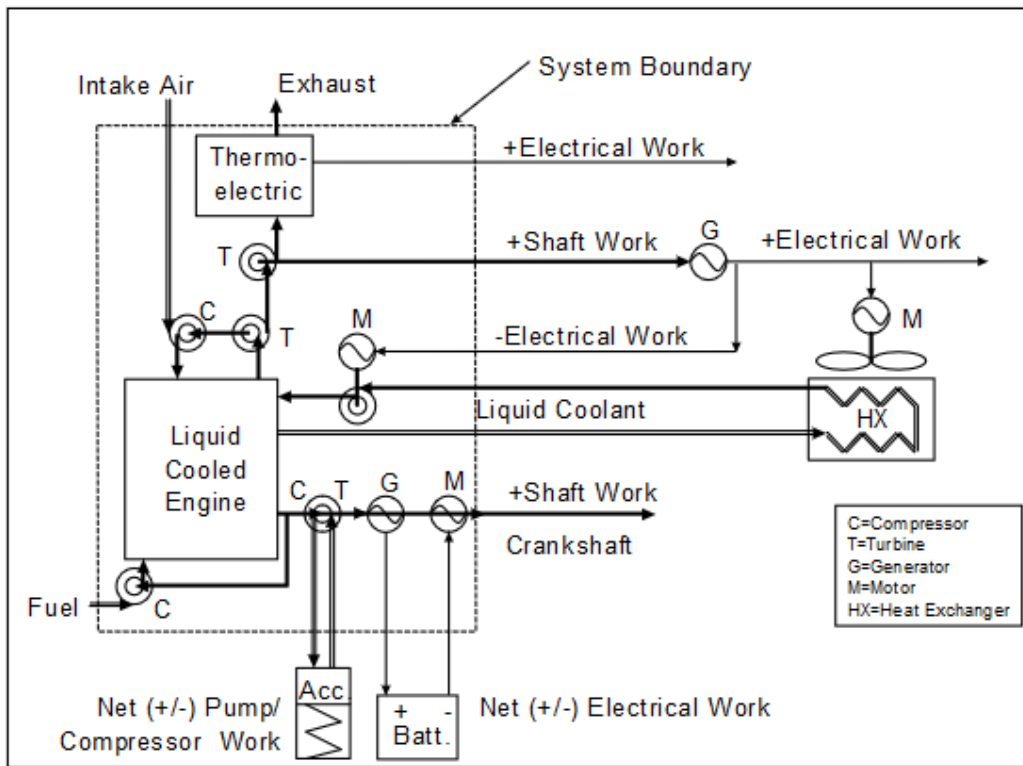 System Boundary
Intake Air
Exhaust
Thermo-
electric
+Electrical Work
T
+Shaft Work
G
+Electrical Work
C
T
M
-Electrical Work
M
Liquid Coolant
HX
Liquid
Cooled
Engine
C
T
G
M
+Shaft Work
Crankshaft
Fuel
C
C=Compressor
T=Turbine
G=Generator
M=Motor
HX=Heat Exchanger
Net (+/-) Pump/
Compressor Work
Acc.
+ -
Batt.
Net (+/-) Electrical Work